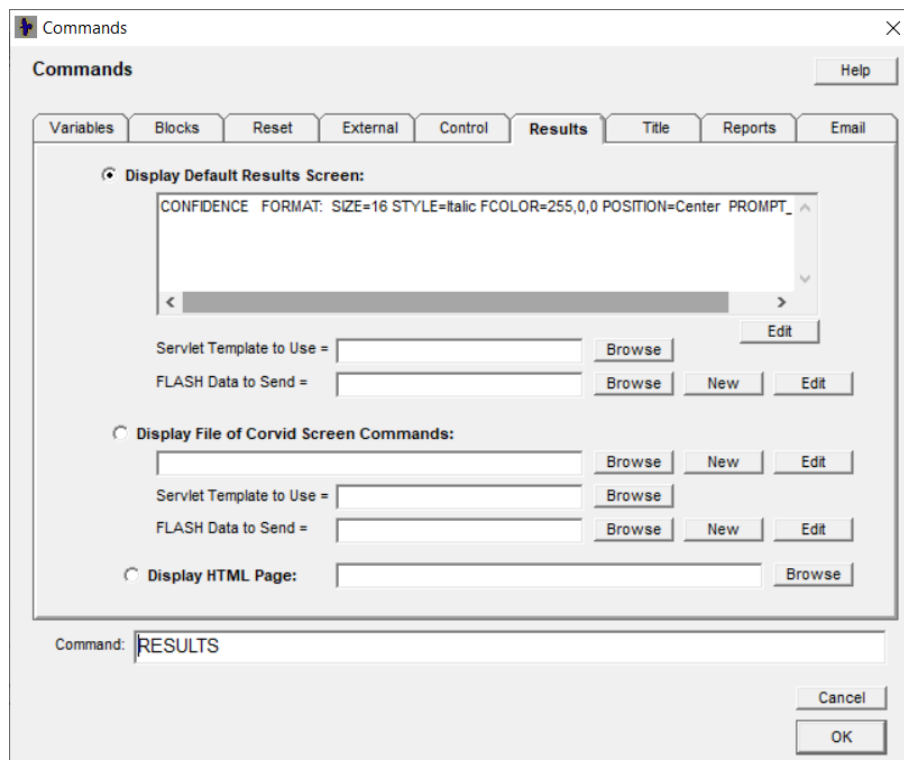 Commands
Commands
Help
Variables Blocks Reset External Control Results Title Reports Email
Display Default Results Screen:
CONFIDENCE FORMAT: SIZE=16 STYLE=Italic FCOLOR=255,0,0 POSITION=Center PROMPT_
Edit
Servlet Template to Use = Browse
FLASH Data to Send = Browse New Edit
Display File of Corvid Screen Commands:
Browse New Edit
Servlet Template to Use = Browse
FLASH Data to Send = Browse New Edit
Display HTML Page: Browse
Command: RESULTS
Cancel
OK